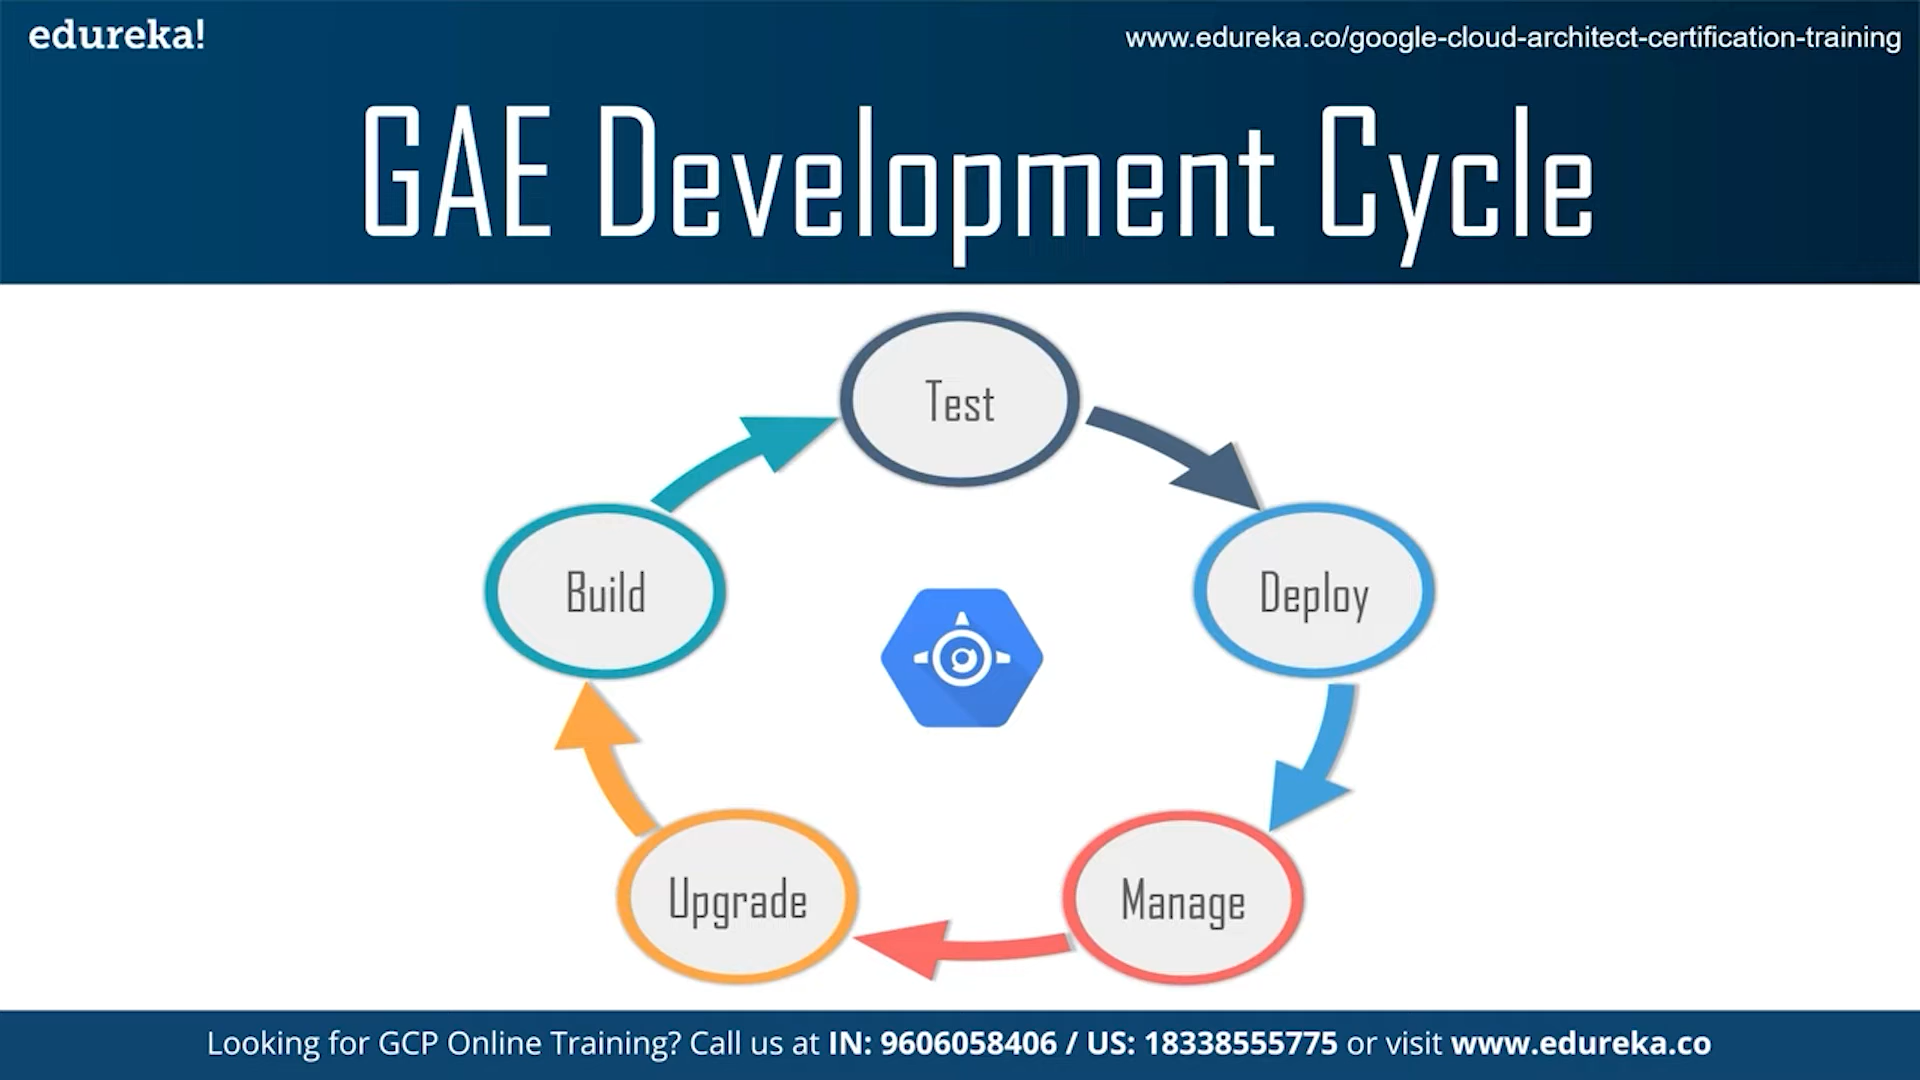 edureka!
www.edureka.co/google-cloud-architect-certification-training
GAE Development Cycle
Test
Build
Deploy
Upgrade
Manage
Looking for GCP Online Training? Call us at IN: 9606058406 / US: 18338555775 or visit www.edureka.co